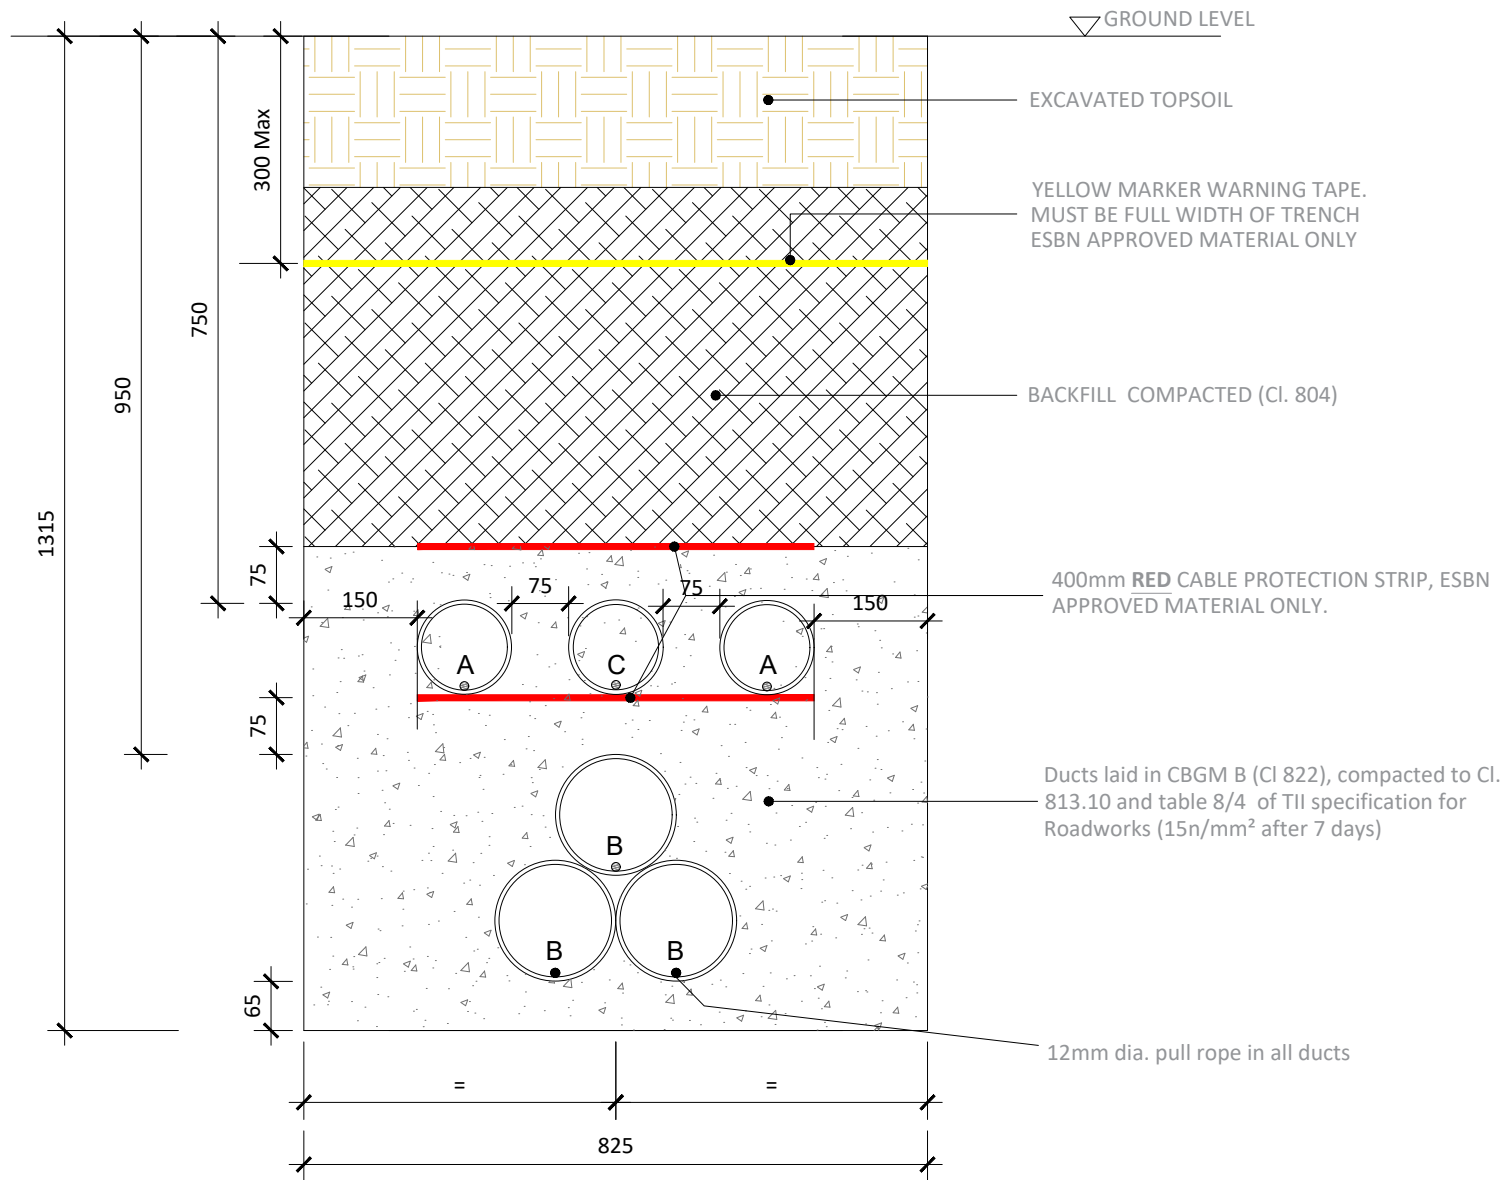 GROUND LEVEL
EXCAVATED TOPSOIL
300 Max
YELLOW MARKER WARNING TAPE.
MUST BE FULL WIDTH OF TRENCH
ESBN APPROVED MATERIAL ONLY
750
950
BACKFILL  COMPACTED (Cl. 804)
1315
75
75
75
150
150
400mm RED CABLE PROTECTION STRIP, ESBN
APPROVED MATERIAL ONLY.
A
C
A
75
Ducts laid in CBGM B (Cl 822), compacted to Cl.
813.10 and table 8/4  of TII specification for
Roadworks (15n/mm² after 7 days)
B
B
B
65
12mm dia. pull rope in all ducts
=
=
825